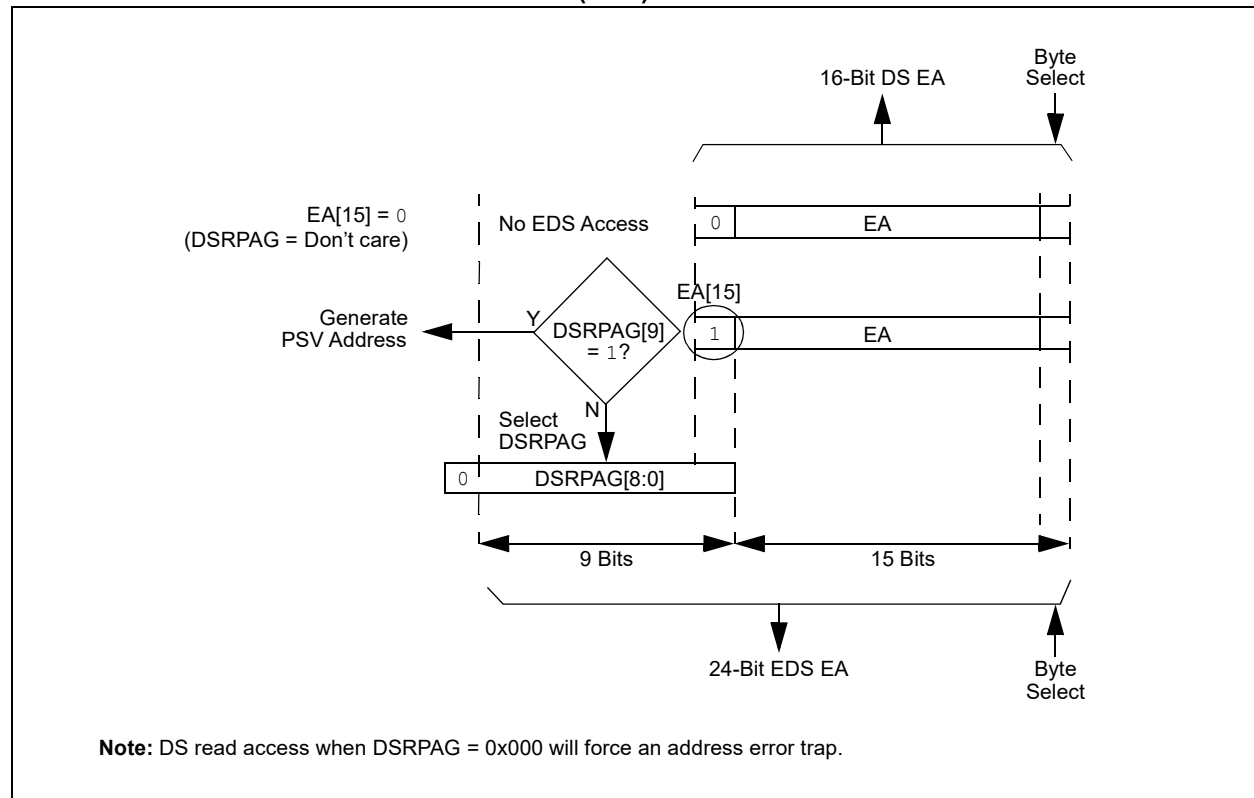 16-Bit DS EA
Byte
Select
EA[15] = 0
(DSRPAG = Don't care)
No EDS Access
0
EA
EA[15]
Generate
PSV Address
Y
DSRPAG[9]
= 1?
1
EA
N
Select
DSRPAG
0
DSRPAG[8:0]
9 Bits
15 Bits
24-Bit EDS EA
Byte
Select
Note: DS read access when DSRPAG = 0x000 will force an address error trap.